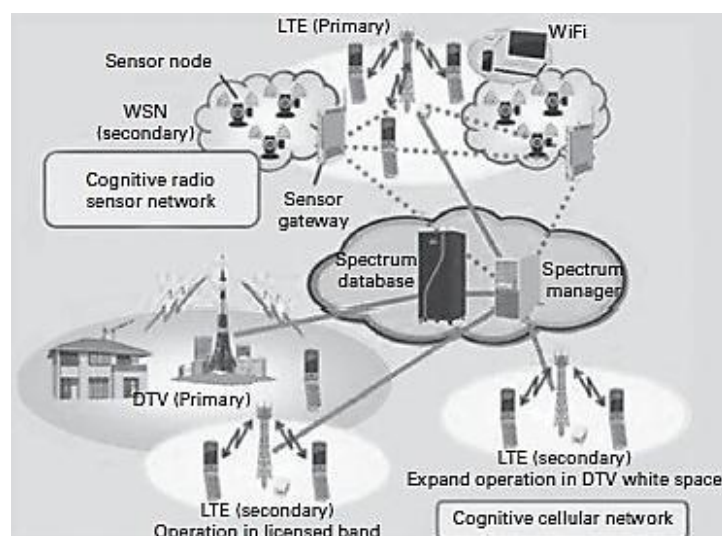 LTE (Primary)
WiFi
Sensor node
WSN
(secondary)
Cognitive radio
sensor network
Sensor
gateway
Spectrum
database
Spectrum
manager
DTV (Primary)
LTE (secondary)
Expand operation in DTV white space
LTE (secondary)
Operation in licensed band
Cognitive cellular network